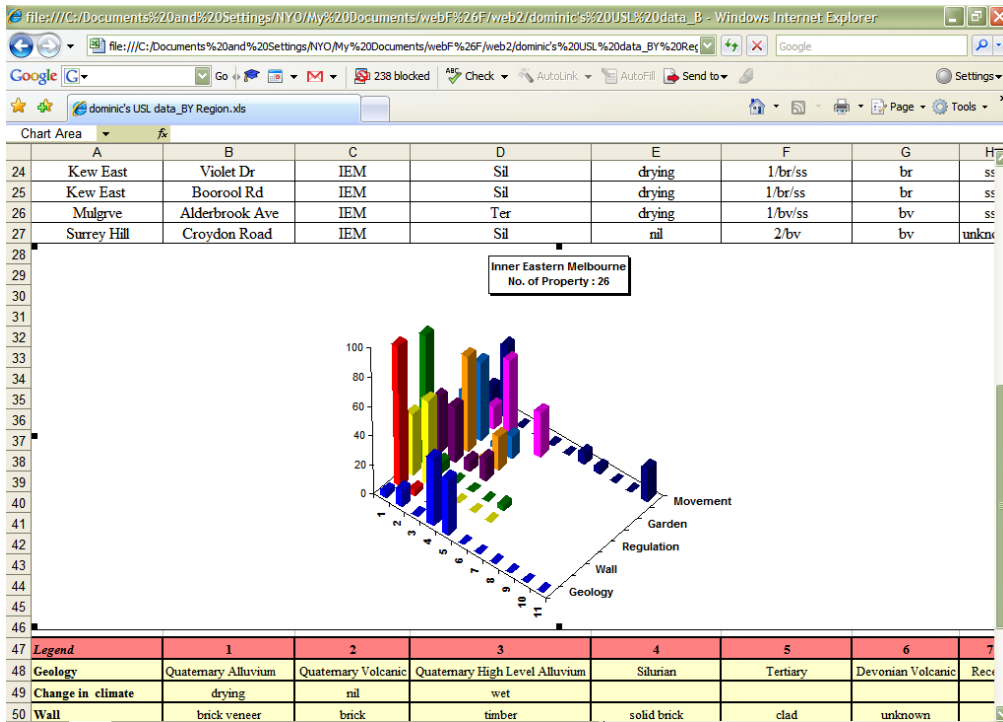 file:///C:/Documents%20and%20Settings/NYO/My%20Documents/webF%26F/web2/dominic's%20USL%20data_B - Windows Internet Explorer
file:///C:/Documents%20and%20Settings/NYO/My%20Documents/webF%26F/web2/dominic's%20USL%20data_BY%20Reg
Google
Google G Go 238 blocked ABC Check AutoLink AutoFill Send to Settings
dominic's USL data_BY Region.xls Page Tools
Chart Area fx
A B C D E F G H
24 Kew East Violet Dr IEM Sil drying 1/br/ss br ss
25 Kew East Boorool Rd IEM Sil drying 1/br/ss br ss
26 Mulgrve Alderbrook Ave IEM Ter drying 1/bv/ss bv ss
27 Surrey Hill Croydon Road IEM Sil nil 2/bv bv
28
29
30
31
32
33
34
35
36
37
38
39
40
41
42
43
44
45
46
Inner Eastern Melbourne
No. of Property : 26
100
80
60
40
20
0
1
2
3
4
5
6
7
8
9
10
11
Movement
Garden
Regulation
Wall
Geology
47 Legend 1 2 3 4 5 6 7
48 Geology Quaternary Alluvium Quaternary Volcanic Quaternary High Level Alluvium Silurian Tertiary Devonian Volcanic
49 Change in climate drying nil wet
50 Wall brick veneer brick timber solid brick clad unknown